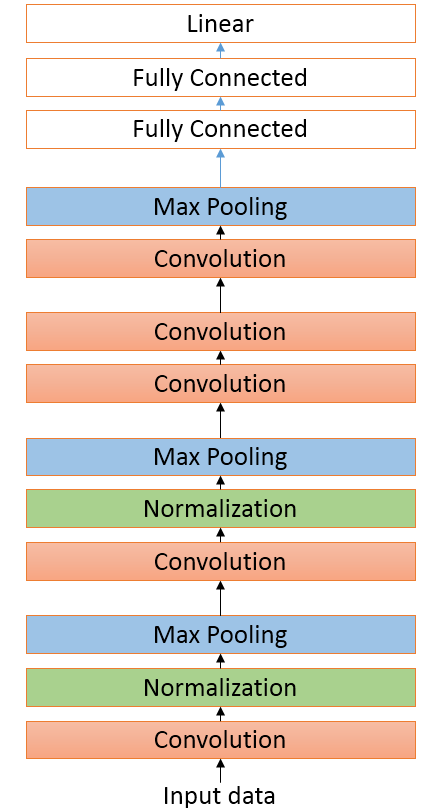 Linear
Fully Connected
Fully Connected
Max Pooling
Convolution
Convolution
Convolution
Max Pooling
Normalization
Convolution
Max Pooling
Normalization
Convolution
Input data